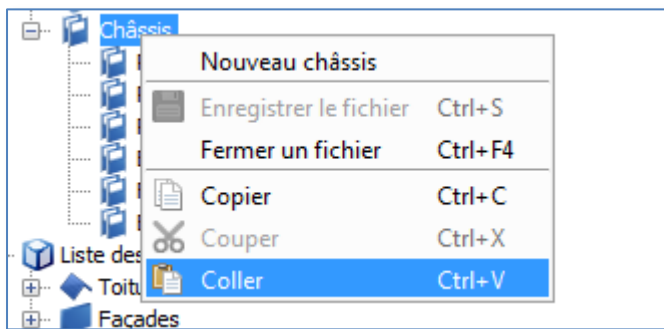 Châssis
Nouveau châssis
Enregistrer le fichier Ctrl+S
Fermer un fichier Ctrl+F4
Copier Ctrl+C
Couper Ctrl+X
Coller Ctrl+V
Liste des
Façades